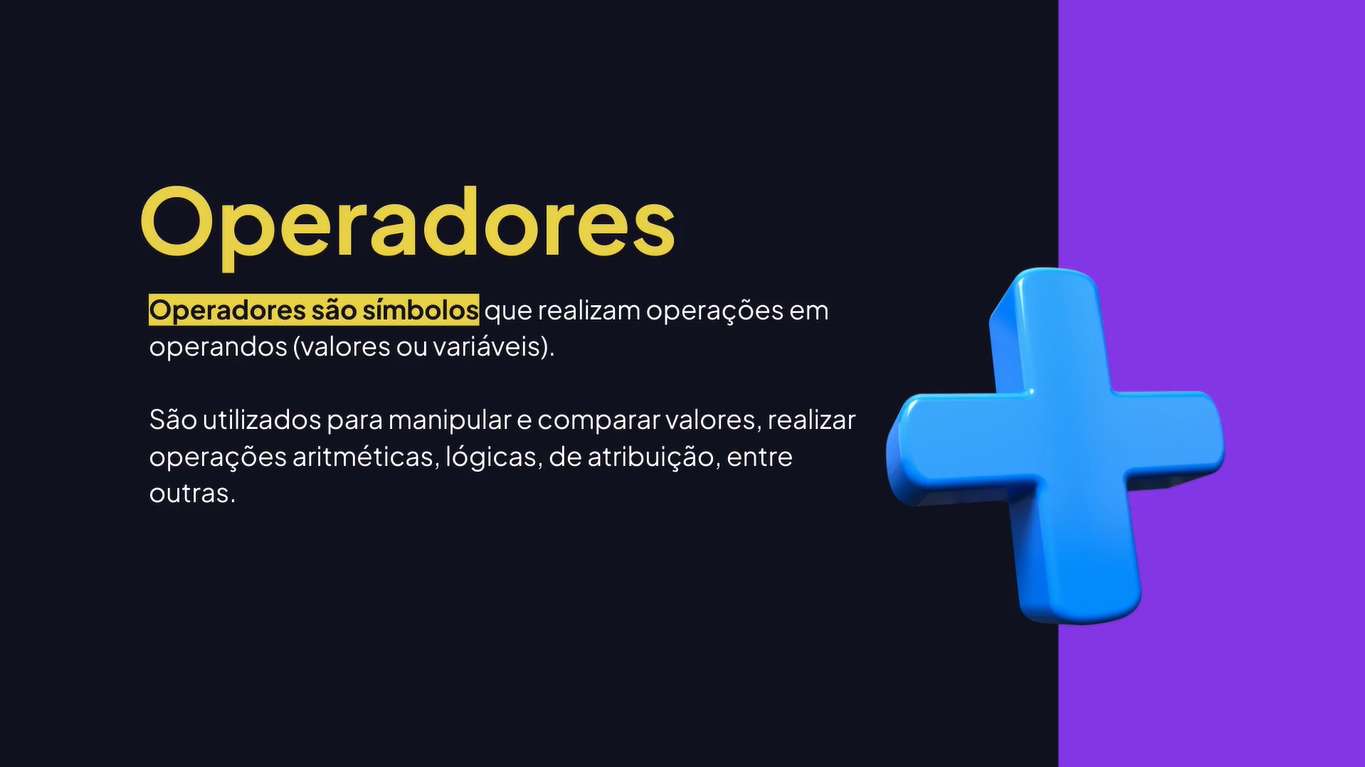 Operadores
Operadores são símbolos que realizam operações em
operandos (valores ou variáveis).
São utilizados para manipular e comparar valores, realizar
operações aritméticas, lógicas, de atribuição, entre
outras.